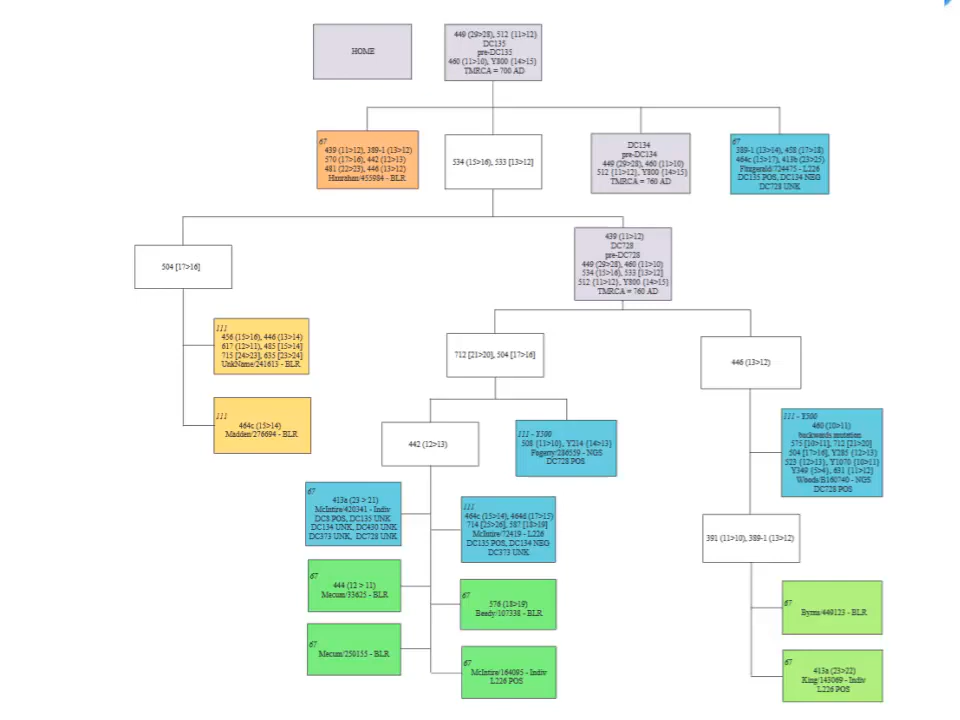 HOME
449 (29>28), 512 {11>12)
DC135
pre-DC135
460 (11>10), Y800 {14>15)
TMRCA = 700 AD
67
439 (11>12), 389-1 (13>12)
570 (17>16), 442 (12>13)
481 (22>23), 446 (13>12)
Hanrahan/455984 - BLR
534 (15>16), 533 [13>12]
DC134
pre-DC134
449 (29>28), 460 (11>10)
512 {11>12}, Y800 {14>15}
TMRCA = 760 AD
67
389-1 (13>14), 458 (17>18)
464c (15>17), 413b (23>25)
Fitzgerald/724475 - L226
DC135 POS, DC134 NEG
DC728 UNK
504 [17>16]
439 (11>12)
DC728
pre-DC728
449 (29>28), 460 (11>10)
534 (15>16), 533 [13>12]
512 {11>12}, Y800 {14>15}
TMRCA = 760 AD
111
456 (15>16), 446 (13>14)
617 (12>11), 485 [15>14]
715 [24>23], 635 [23>24]
UnkName/241613 - BLR
111
464c (15>14)
Madden/276694 - BLR
712 [21>20], 504 [17>16]
446 (13>12)
442 (12>13)
111 - Y500
508 {11>10}, Y214 {14>13}
Fogarty/286559 - NGS
DC728 POS
111 - Y500
460 (10>11)
backwards mutation
575 [10>11], 712 [21>20]
504 [17>16], Y285 {12>13}
523 {12>13}, Y1070 {10>11}
Y349 {5>4}, 631 {11>12}
Woods/B160740 - NGS
DC728 POS
67
413a (23 > 21)
McIntire/420341 - Indiv
DC8 POS, DC135 UNK
DC134 UNK, DC430 UNK
DC373 UNK, DC728 UNK
111
464c (15>14), 464d (17>15)
714 [25>26], 587 [18>19]
McIntire/72419 - L226
DC135 POS, DC134 NEG
DC373 UNK
391 (11>10), 389-1 (13>12)
67
444 (12 > 11)
Mecum/33625 - BLR
67
576 (18>19)
Beady/107338 - BLR
67
Byrns/449123 - BLR
67
Mecum/250155 - BLR
67
McIntire/164095 - Indiv
L226 POS
67
413a (23>22)
King/143069 - Indiv
L226 POS